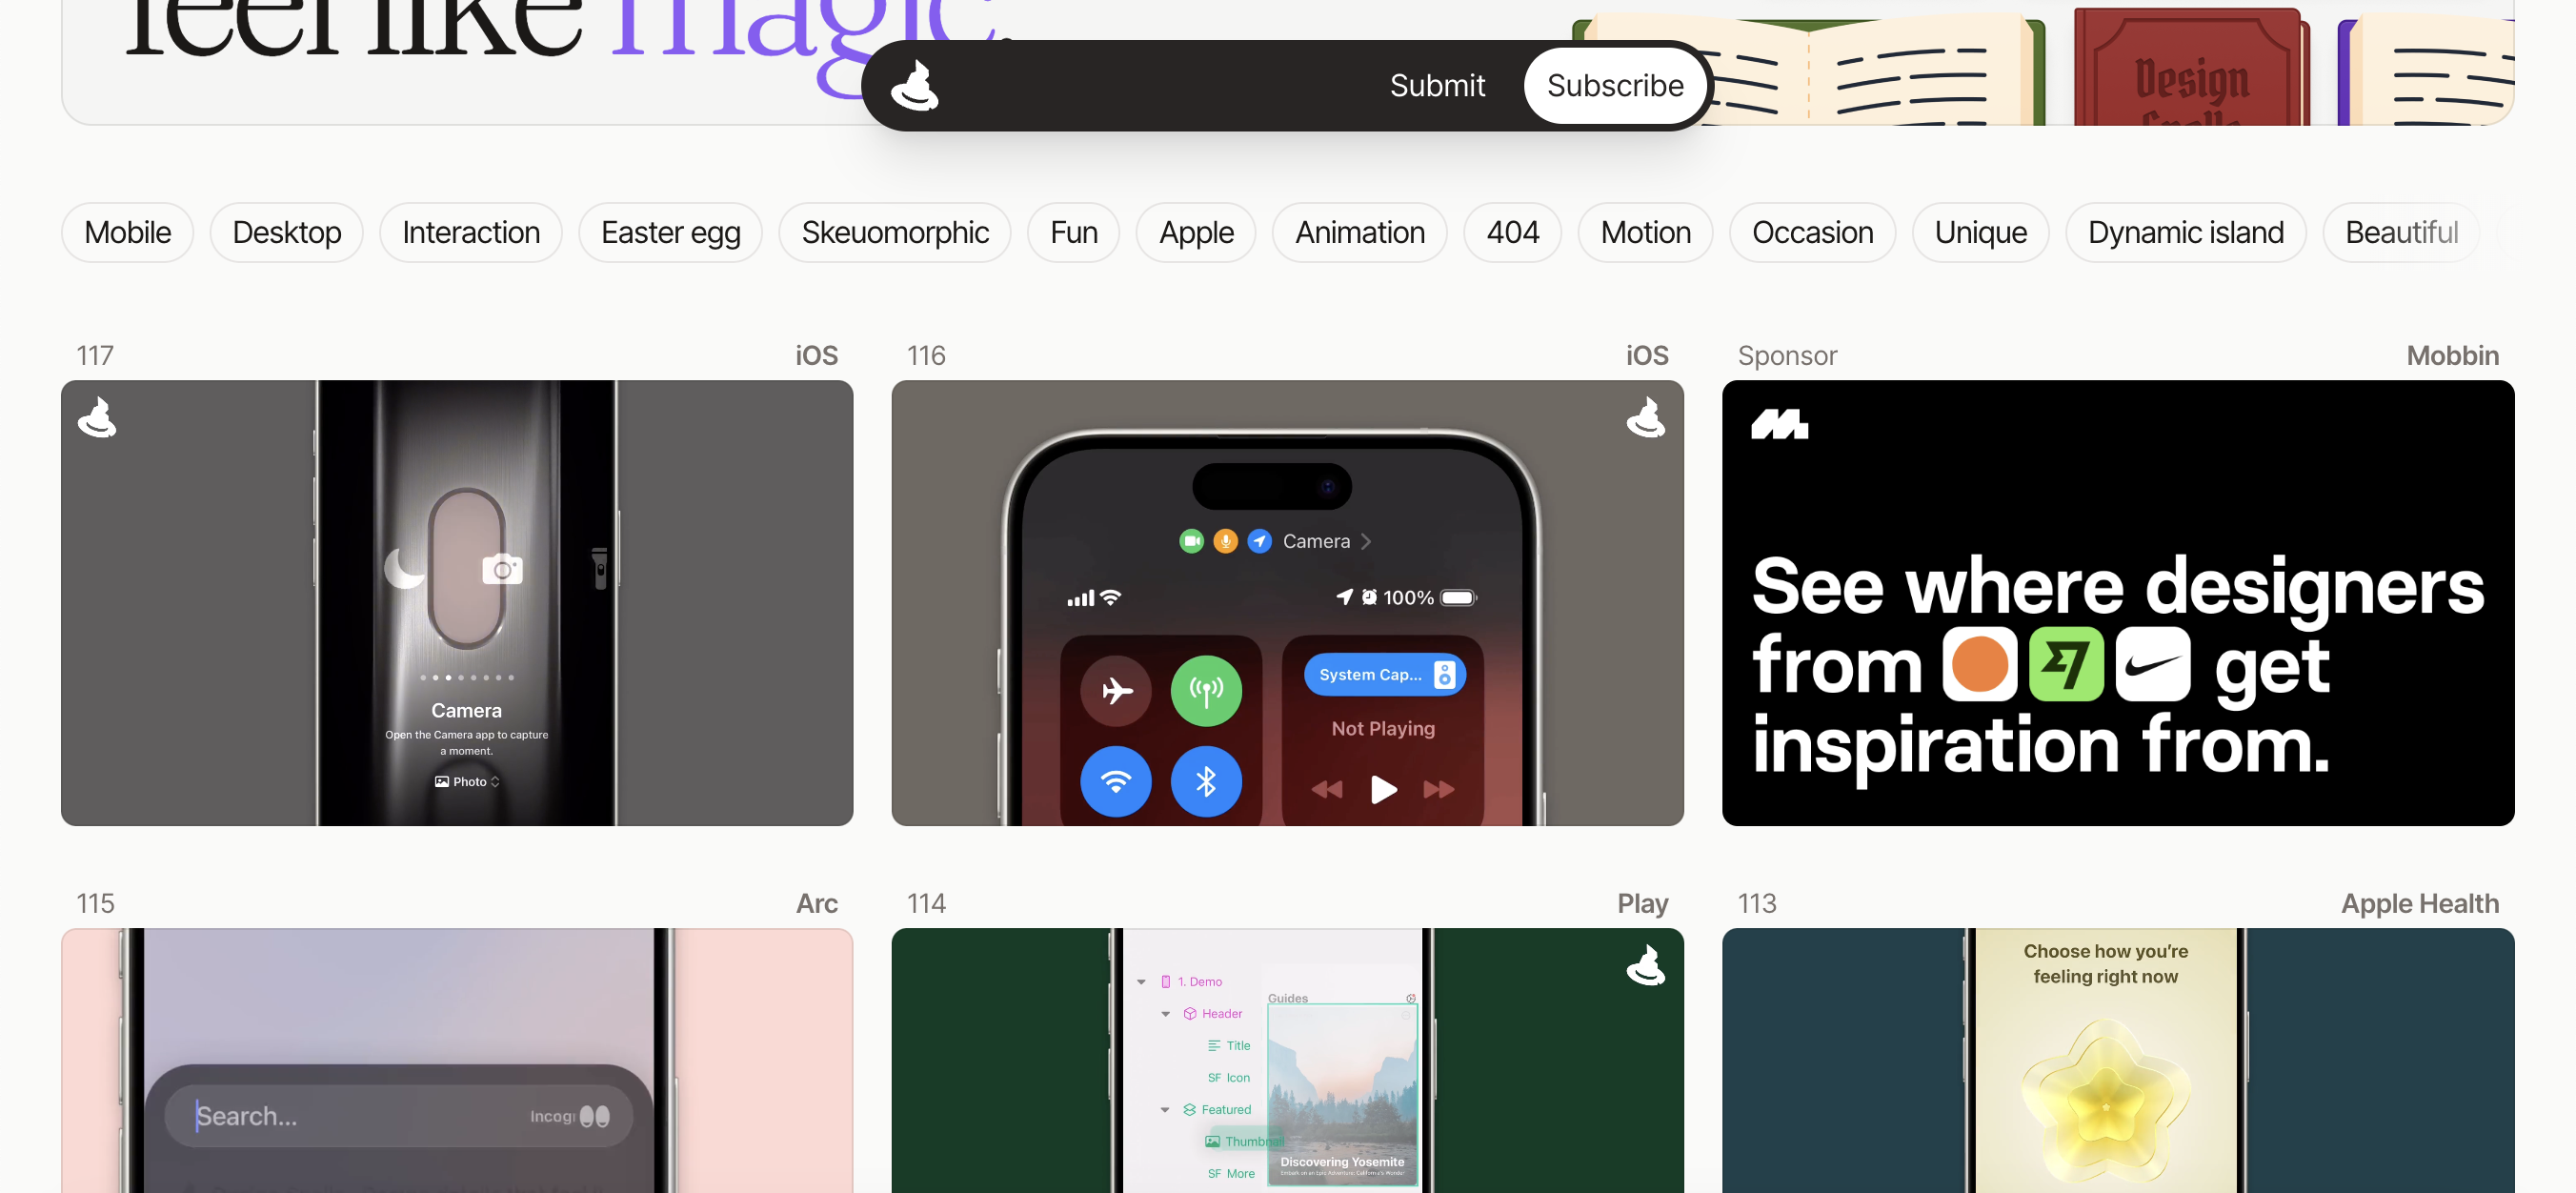 feel like magic.
Submit
Subscribe
Design
Spells
Mobile
Desktop
Interaction
Easter egg
Skeuomorphic
Fun
Apple
Animation
404
Motion
Occasion
Unique
Dynamic island
Beautiful
117
iOS
116
iOS
Sponsor
Mobbin
Camera
Open the Camera app to capture
a moment.
Photo
Camera
100%
System Cap...
Not Playing
See where designers
from get
inspiration from.
115
Arc
114
Play
113
Apple Health
Search...
Incog
1. Demo
Header
Title
SF Icon
Featured
Thumbnail
SF More
Guides
Discovering Yosemite
Choose how you're
feeling right now